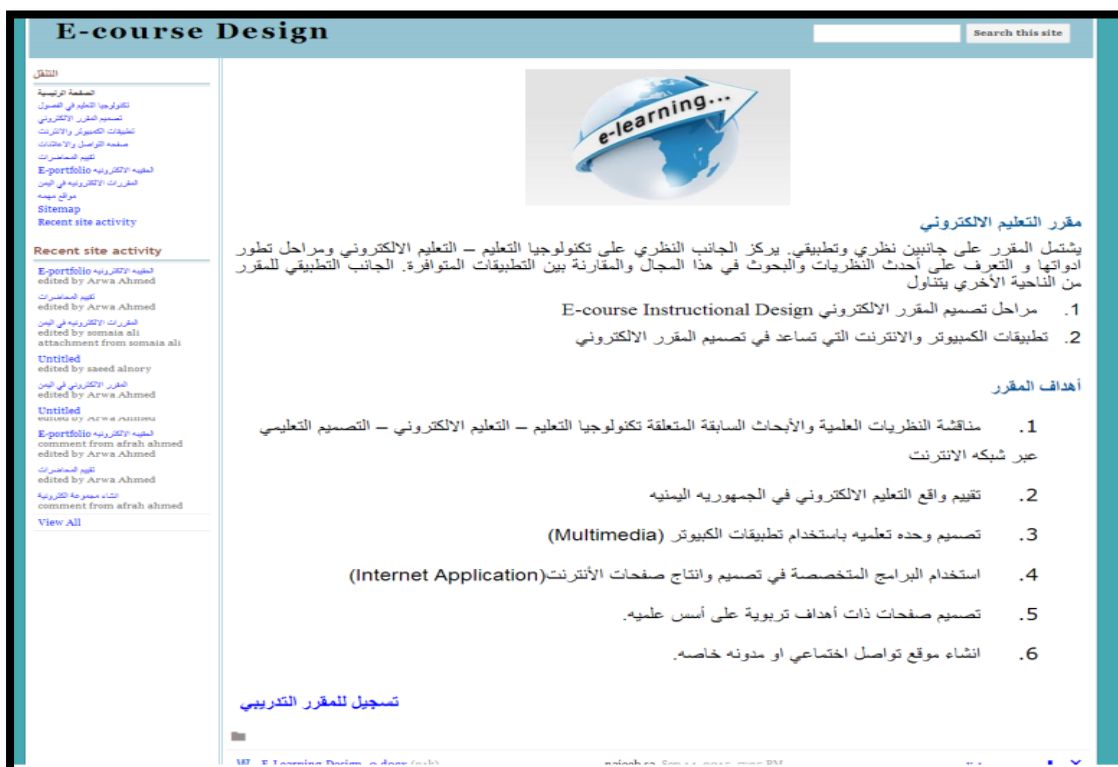 E-course Design
Search this site
التنقل
الصفحة الرئيسية
تكنولوجيا التعليم في الفصول
تصميم المقرر الالكتروني
تطبيقات الكمبيوتر والانترنت
صفحه التواصل والاعلانات
تقييم المحاضرات
الحقيبه الالكترونيه E-portfolio
المقررات الالكترونيه في اليمن
مواقع مهمه
Sitemap
Recent site activity
Recent site activity
الحقيبه الالكترونيه E-portfolio
edited by Arwa Ahmed
تقييم المحاضرات
edited by Arwa Ahmed
المقررات الالكترونيه في اليمن
edited by somaia ali
attachment from somaia ali
Untitled
edited by saeed alnory
المقرر الالكتروني في اليمن
edited by Arwa Ahmed
Untitled
edited by Arwa Ahmed
الحقيبه الالكترونيه E-portfolio
comment from afrah ahmed
edited by Arwa Ahmed
تقييم المحاضرات
edited by Arwa Ahmed
انشاء مجموعة الكترونية
comment from afrah ahmed
View All
e-learning...
مقرر التعليم الالكتروني
يشتمل المقرر على جانبين نظري وتطبيقي. يركز الجانب النظري على تكنولوجيا التعليم – التعليم الالكتروني ومراحل تطور
ادواتها و التعرف على أحدث النظريات والبحوث في هذا المجال والمقارنة بين التطبيقات المتوافرة. الجانب التطبيقي للمقرر
من الناحية الأخري يتناول
1. مراحل تصميم المقرر الالكتروني E-course Instructional Design
2. تطبيقات الكمبيوتر والانترنت التي تساعد في تصميم المقرر الالكتروني
أهداف المقرر
1. مناقشة النظريات العلمية والأبحاث السابقة المتعلقة تكنولوجيا التعليم – التعليم الالكتروني – التصميم التعليمي
عبر شبكه الانترنت
2. تقييم واقع التعليم الالكتروني في الجمهوريه اليمنيه
3. تصميم وحده تعلميه باستخدام تطبيقات الكبيوتر (Multimedia)
4. استخدام البرامج المتخصصة في تصميم وانتاج صفحات الأنترنت(Internet Application)
5. تصميم صفحات ذات أهداف تربوية على أسس علميه.
6. انشاء موقع تواصل اختماعي او مدونه خاصه.
تسجيل للمقرر التدريبي